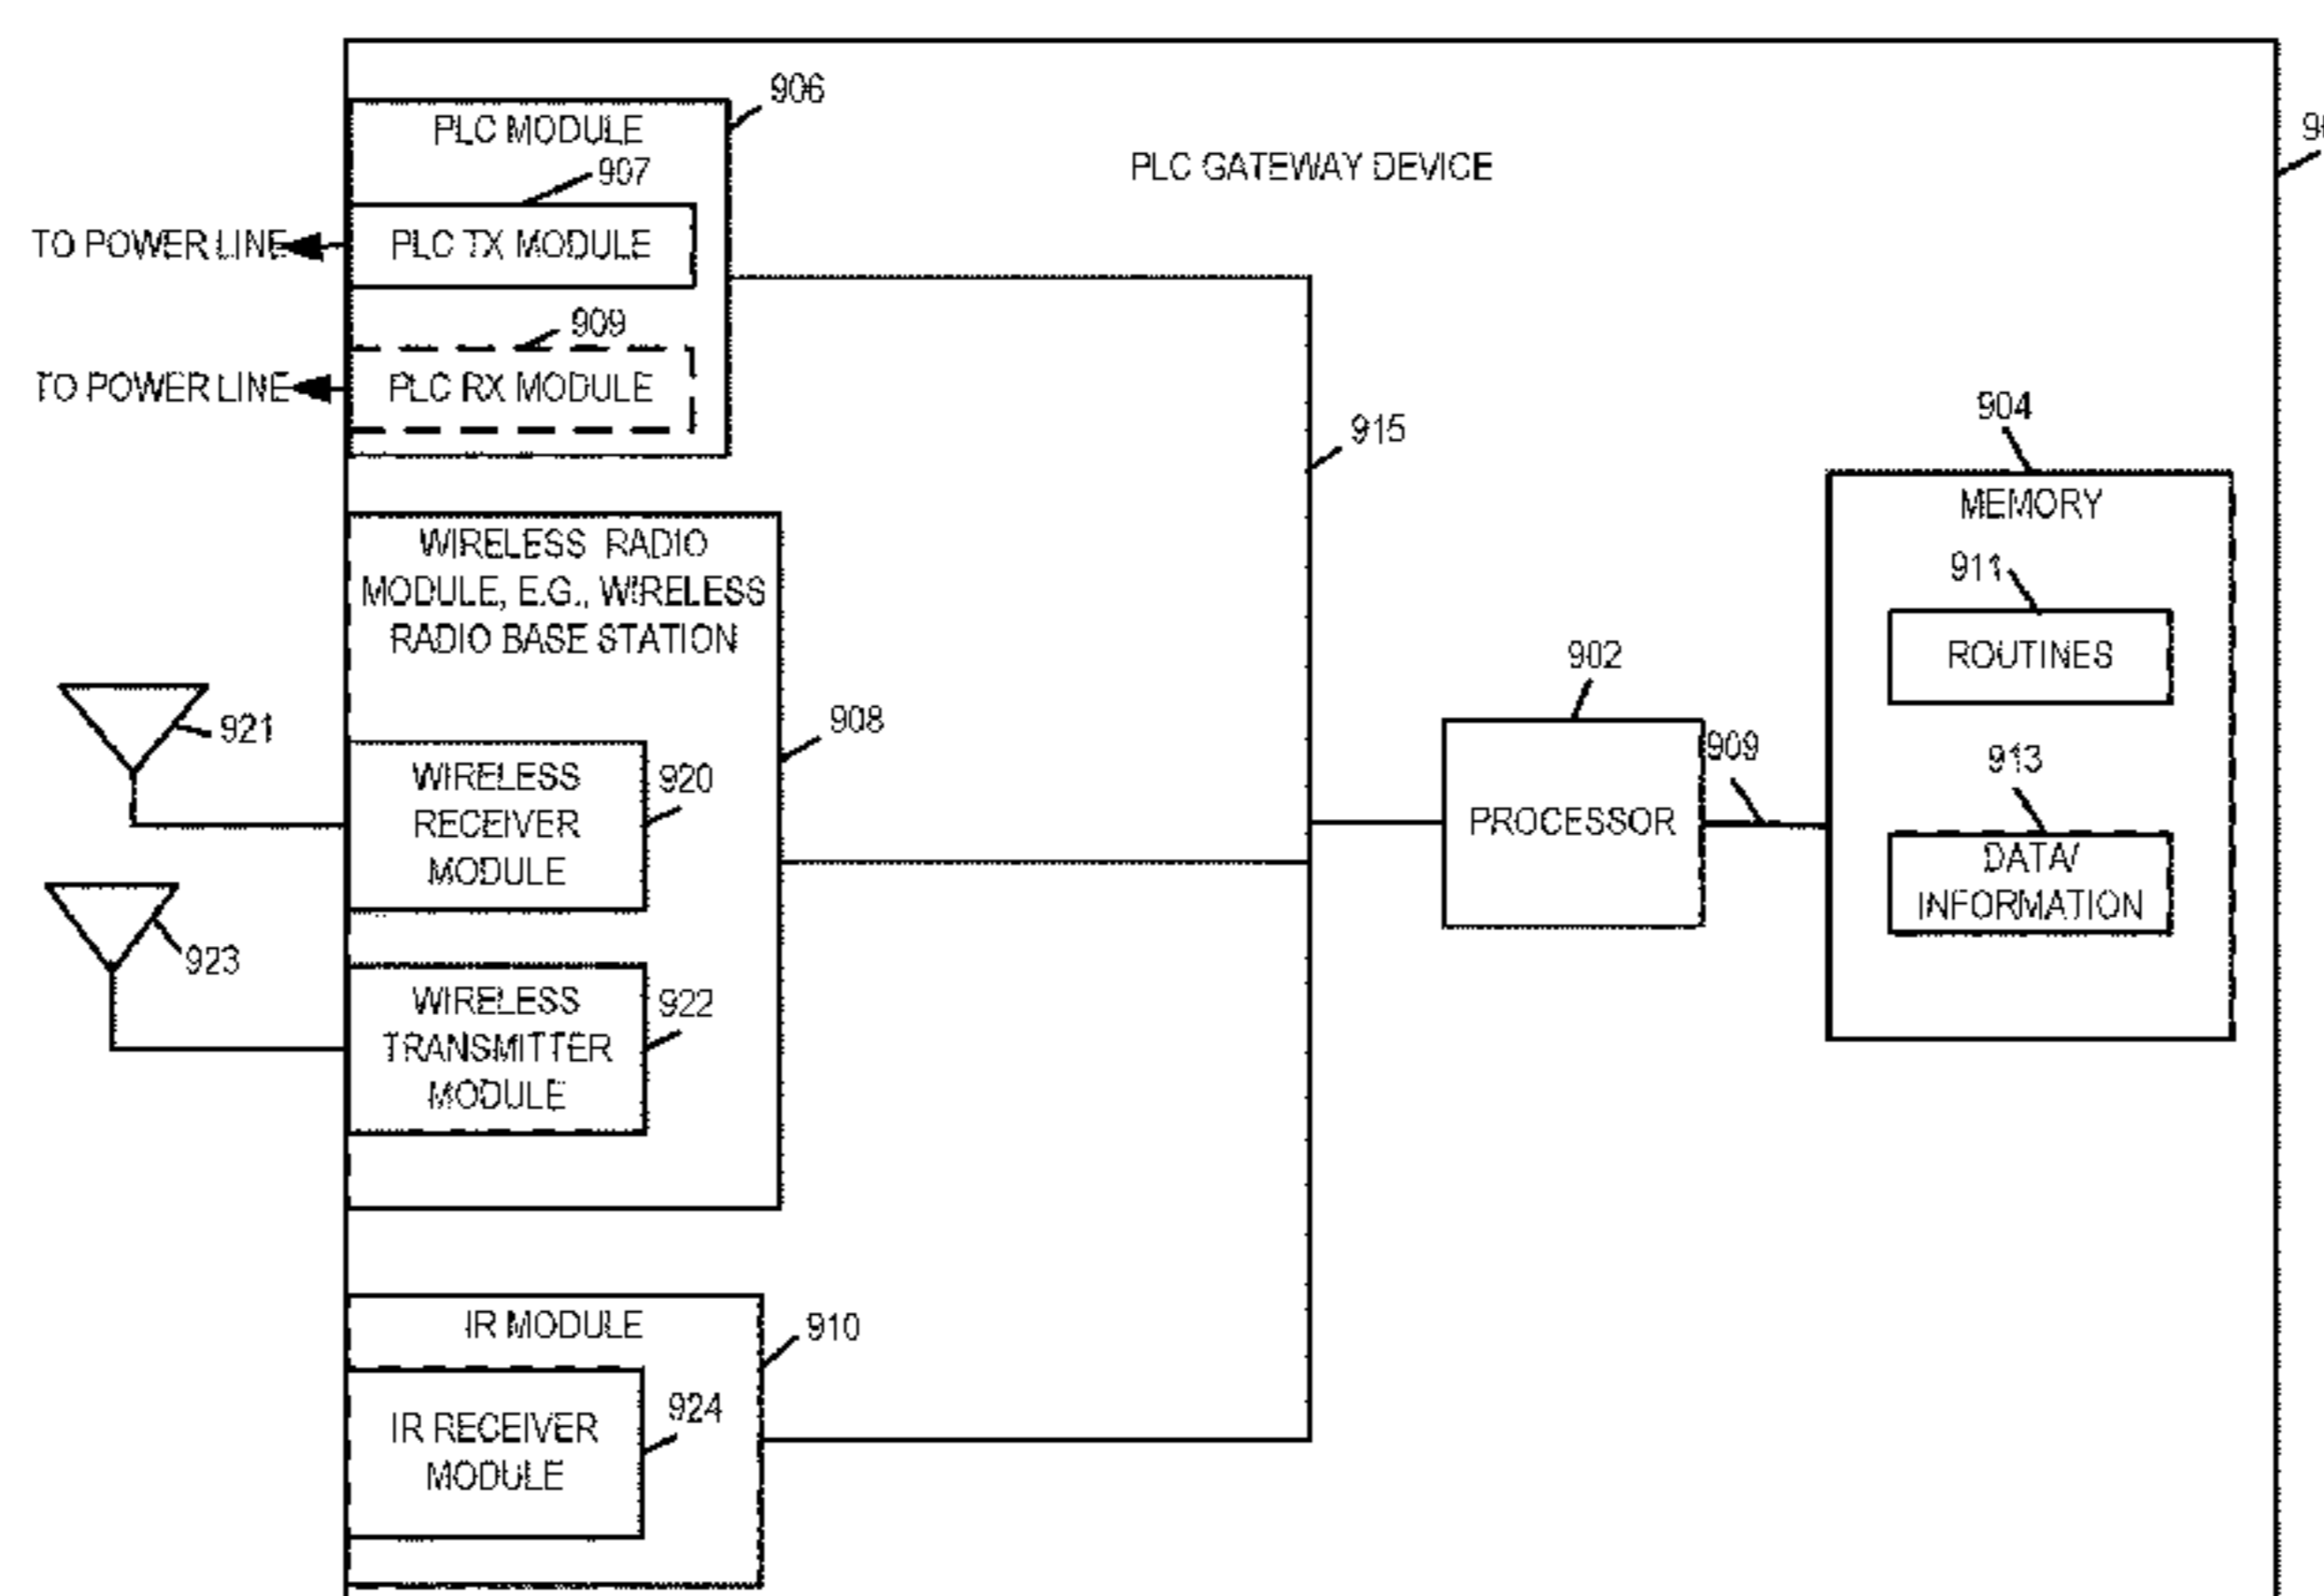 906
PLC MODULE
907
PLC GATEWAY DEVICE
TO POWER LINE
PLC TX MODULE
909
TO POWER LINE
PLC RX MODULE
915
904
MEMORY
WIRELESS RADIO
MODULE, E.G., WIRELESS
RADIO BASE STATION
911
ROUTINES
902
921
908
909
913
WIRELESS
RECEIVER
MODULE
920
PROCESSOR
DATA/
INFORMATION
923
WIRELESS
TRANSMITTER
MODULE
922
IR MODULE
910
924
IR RECEIVER
MODULE